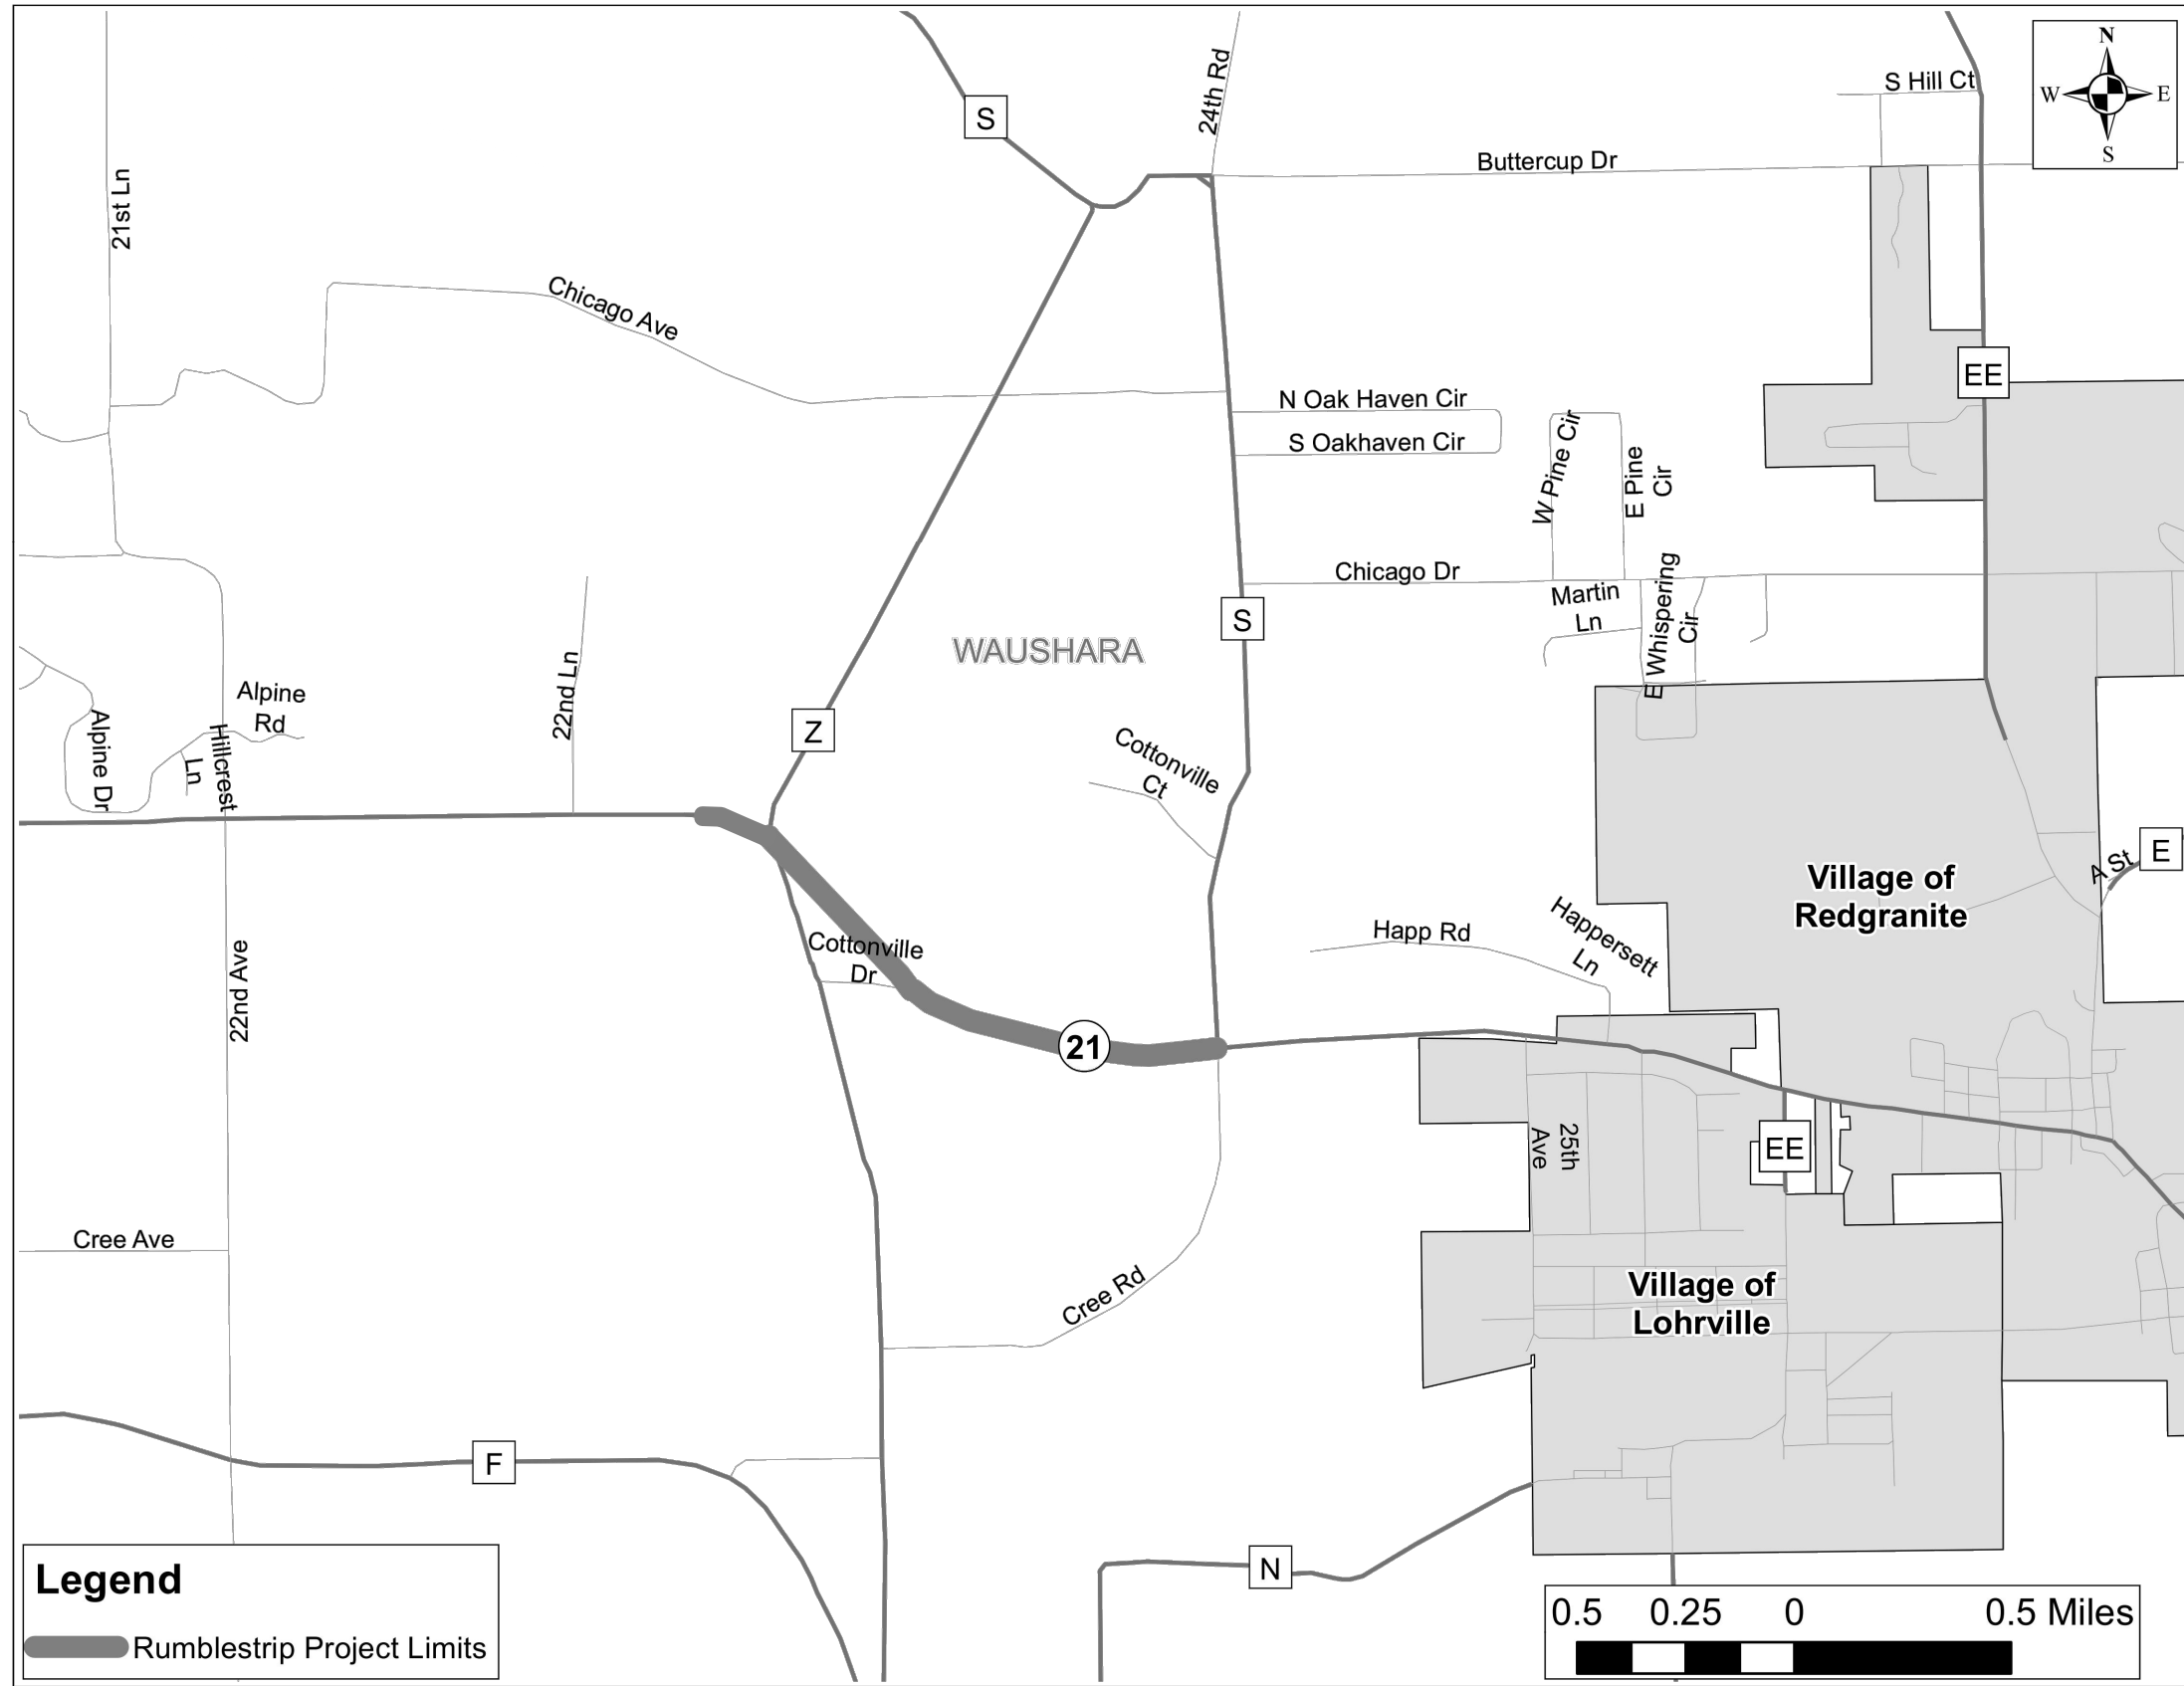 N
W E
S
S Hill Ct
24th Rd
S
Buttercup Dr
21st Ln
Chicago Ave
EE
N Oak Haven Cir
S Oakhaven Cir
W Pine Cir
E Pine
Cir
Chicago Dr
Martin
Ln
E Whispering
Cir
S
WAUSHARA
Alpine
Rd
Alpine Dr
Hillcrest
Ln
22nd Ln
Z
Cottonville
Ct
Village of
Redgranite
A St
E
Happ Rd
Happersett
Ln
Cottonville
Dr
22nd Ave
21
25th
Ave
EE
Cree Ave
Cree Rd
Village of
Lohrville
F
N
Legend
Rumblestrip Project Limits
0.5 0.25 0 0.5 Miles